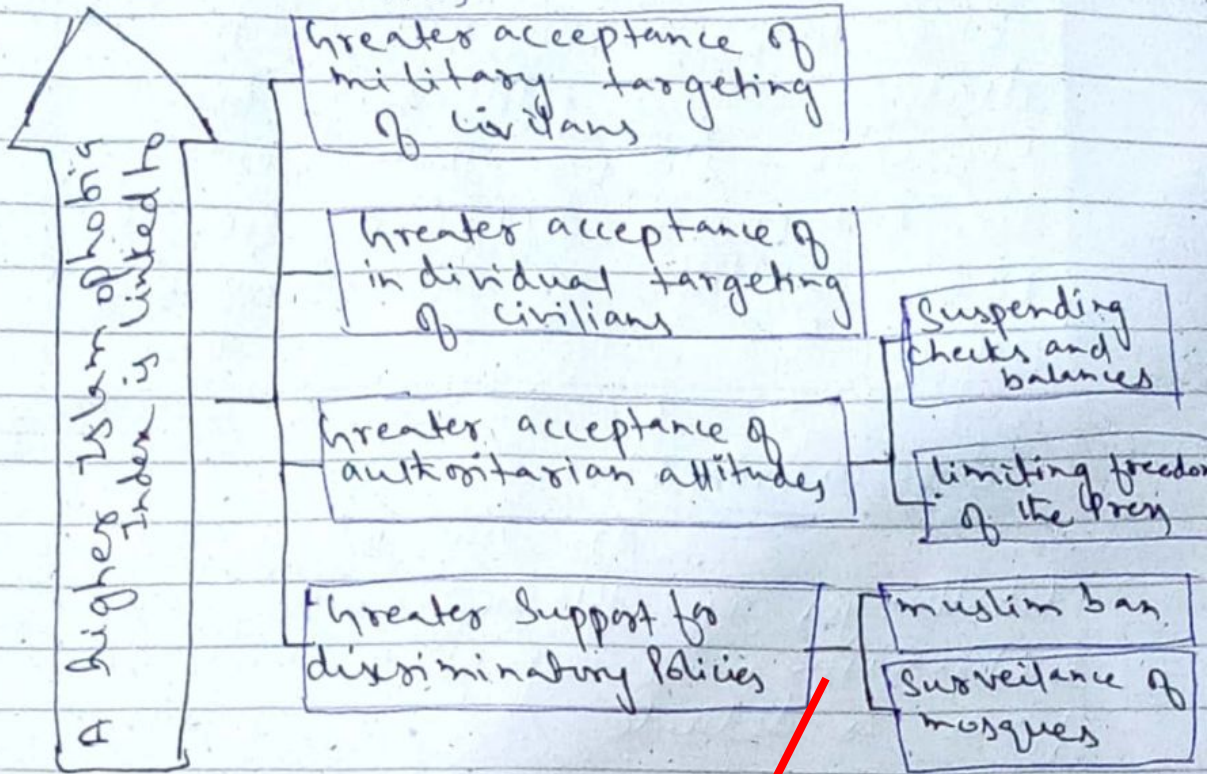 A higher Islamophobia
Index is linked to
Greater acceptance of
military targeting
of civilans
Greater acceptance of
individual targeting
of civilians
Greater acceptance of
authoritarian attitudes
Suspending
checks and
balances
limiting freedom
of the Press
Greater Support for
discriminatory Policies
muslim ban
Surveilance of
mosques